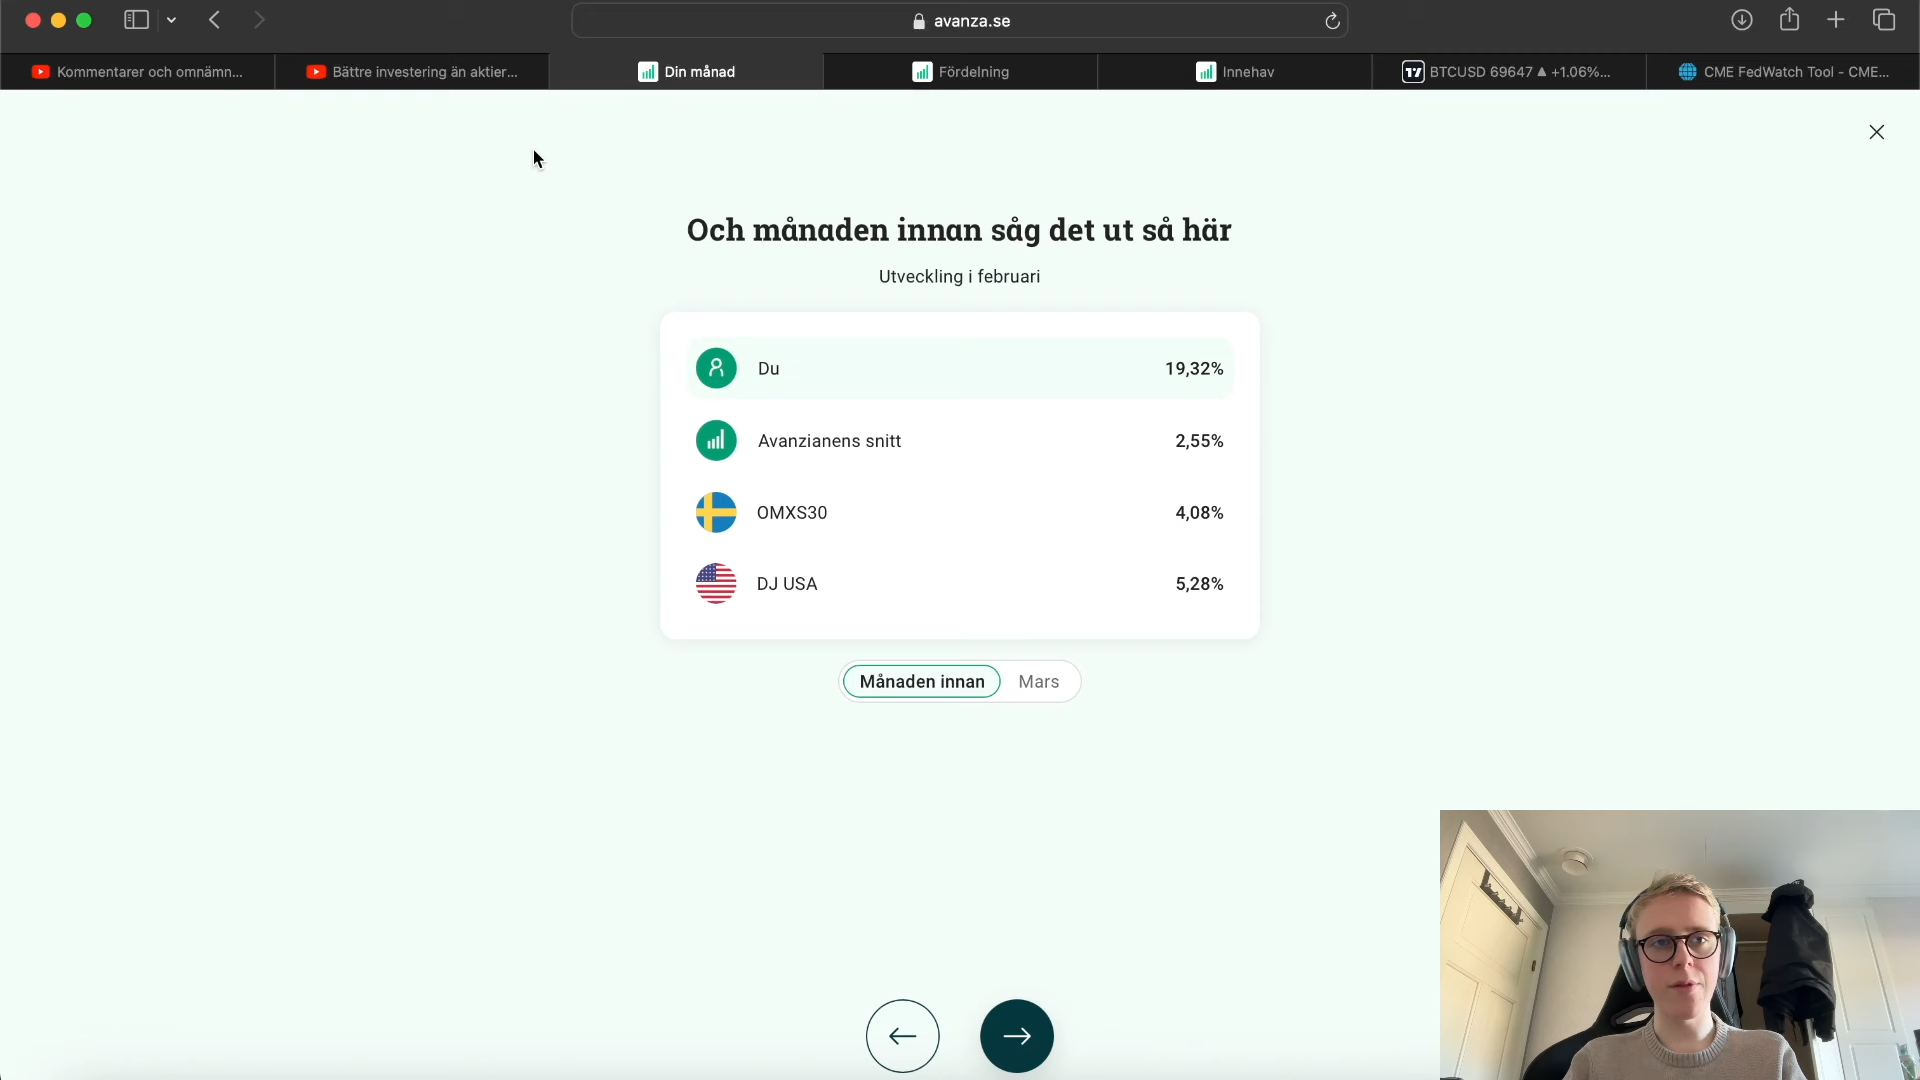 avanza.se
Kommentarer och omnämn...
Bättre investering än aktier...
Din månad
Fördelning
Innehav
BTCUSD 69647 ▲ +1.06%...
CME FedWatch Tool - CME...
Och månaden innan såg det ut så här
Utveckling i februari
Du 19,32%
Avanzianens snitt 2,55%
OMXS30 4,08%
DJ USA 5,28%
Månaden innan Mars